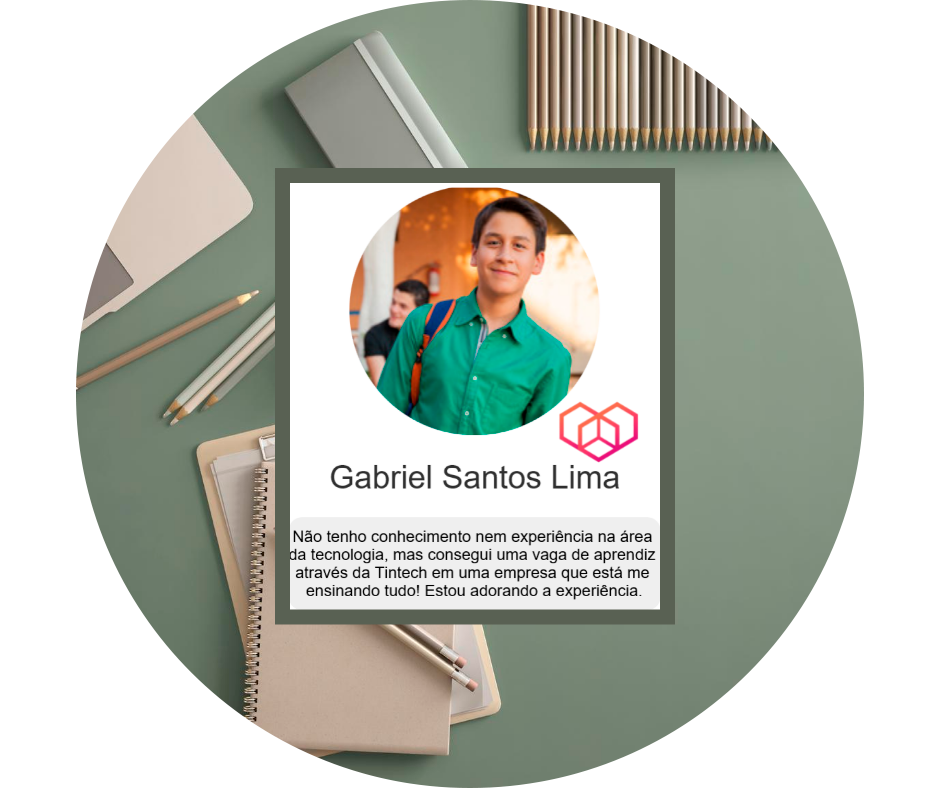 Gabriel Santos Lima
Não tenho conhecimento nem experiência na área
da tecnologia, mas consegui uma vaga de aprendiz
através da Tintech em uma empresa que está me
ensinando tudo! Estou adorando a experiência.